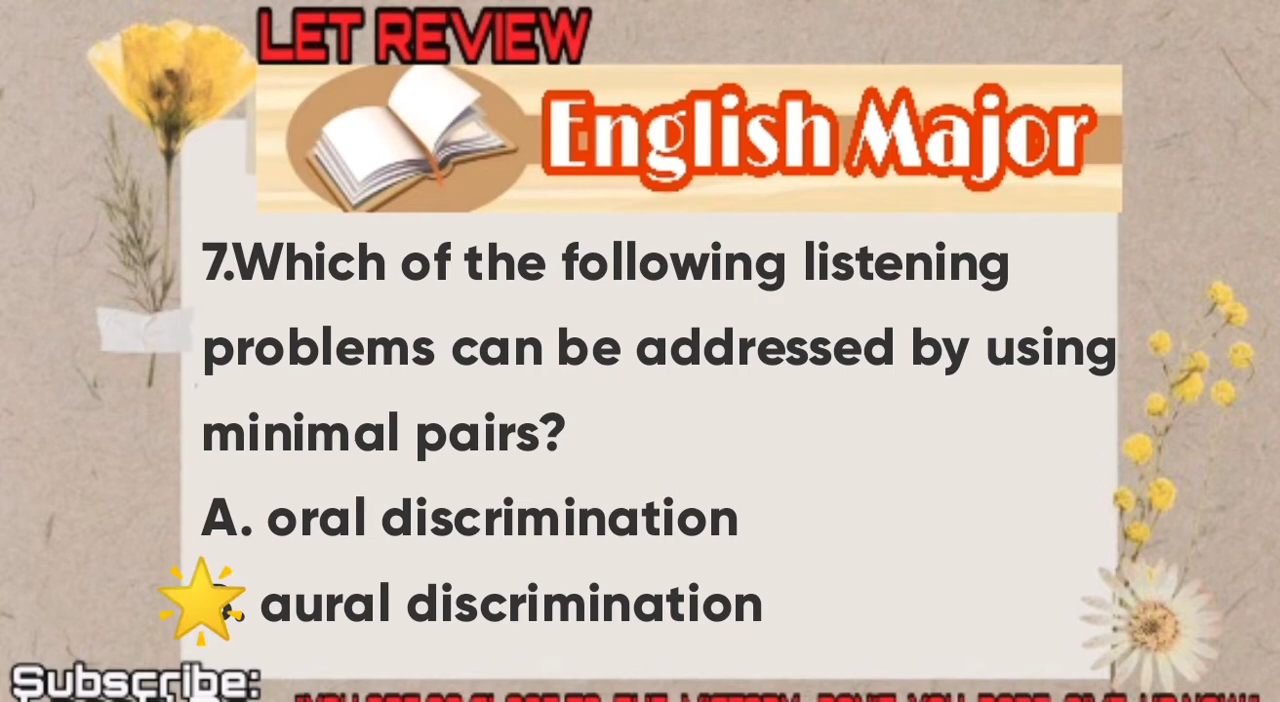 LET REVIEW
English Major
7.Which of the following listening
problems can be addressed by using
minimal pairs?
A. oral discrimination
. aural discrimination
Subscribe: